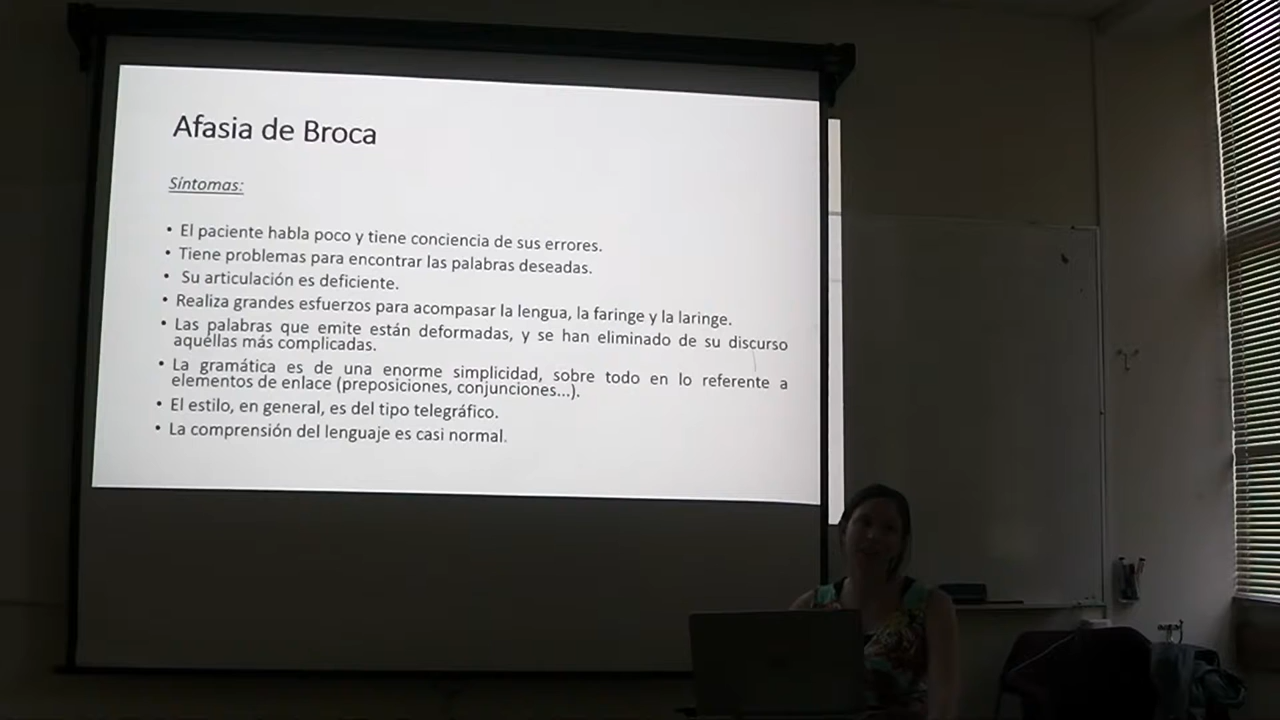 Afasia de Broca
Síntomas:
• El paciente habla poco y tiene conciencia de sus errores.
• Tiene problemas para encontrar las palabras deseadas.
• Su articulación es deficiente.
• Realiza grandes esfuerzos para acompasar la lengua, la faringe y la laringe.
• Las palabras que emite están deformadas, y se han eliminado de su discurso
aquéllas más complicadas.
• La gramática es de una enorme simplicidad, sobre todo en lo referente a
elementos de enlace (preposiciones, conjunciones...).
• El estilo, en general, es del tipo telegráfico.
• La comprensión del lenguaje es casi normal.